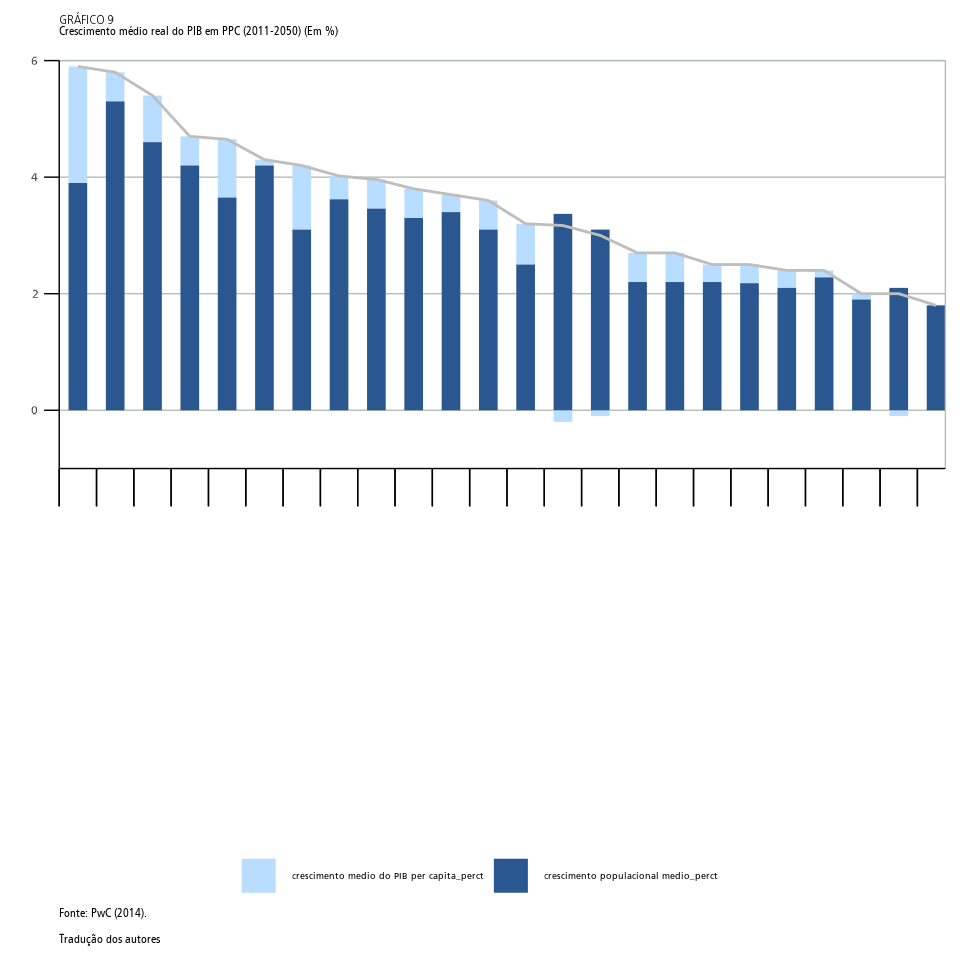 GRÁFICO 9
Crescimento médio real do PIB em PPC (2011-2050) (Em %)
6
4
2
0
crescimento medio do PIB per capita_perct
crescimento populacional medio_perct
Fonte: PwC (2014).
Tradução dos autores